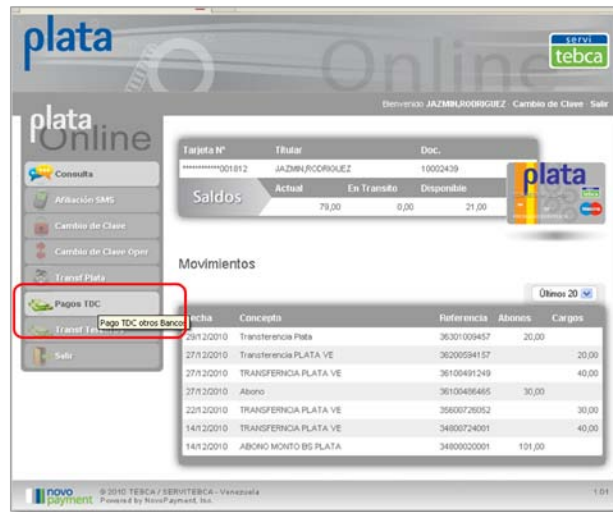 plata
Online
servi
tebca
Bienvenido JAZMIN,RODRIGUEZ Cambio de Clave Salir
plata
Online
Tarjeta Nº Titular Doc.
************001812 JAZMIN,RODRIGUEZ 10002439
Saldos
Actual En Transito Disponible
79,00 0,00 21,00
plata
Consulta
Afiliación SMS
Cambio de Clave
Cambio de Clave Oper
Transf Plata
Pagos TDC
Pago TDC otros Bancos
Salir
Movimientos
Últimos 20
Fecha Concepto Referencia Abonos Cargos
29/12/2010 Transferencia Plata 36301009457 20,00
27/12/2010 Transferencia PLATA VE 36200594157 20,00
27/12/2010 TRANSFERNCIA PLATA VE 36100491249 40,00
27/12/2010 Abono 36100486465 30,00
22/12/2010 TRANSFERNCIA PLATA VE 35600726052 30,00
14/12/2010 TRANSFERNCIA PLATA VE 34800724001 40,00
14/12/2010 ABONO MONTO BS PLATA 34800020001 101,00
novo
payment
© 2010 TEBCA / SERVITEBCA - Venezuela
Powered by NovoPayment, Inc.
1.01